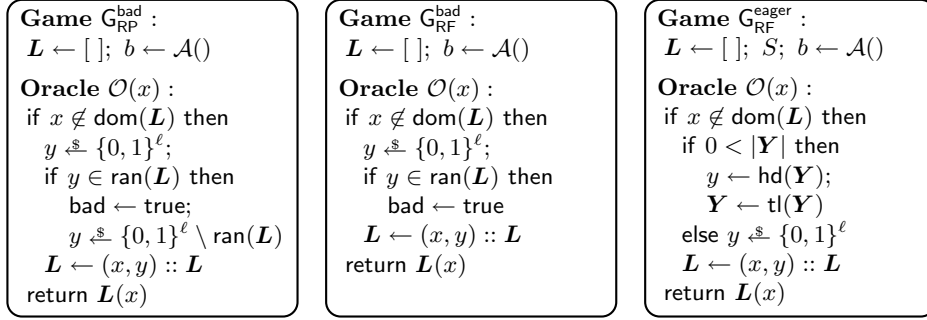 Game G_RP^bad :
L ← [ ]; b ← A()
Oracle O(x) :
if x ∉ dom(L) then
y ←$ {0, 1}^ℓ;
if y ∈ ran(L) then
bad ← true;
y ←$ {0, 1}^ℓ \ ran(L)
L ← (x, y) :: L
return L(x)
Game G_RF^bad :
L ← [ ]; b ← A()
Oracle O(x) :
if x ∉ dom(L) then
y ←$ {0, 1}^ℓ;
if y ∈ ran(L) then
bad ← true
L ← (x, y) :: L
return L(x)
Game G_RF^eager :
L ← [ ]; S; b ← A()
Oracle O(x) :
if x ∉ dom(L) then
if 0 < |Y| then
y ← hd(Y);
Y ← tl(Y)
else y ←$ {0, 1}^ℓ
L ← (x, y) :: L
return L(x)